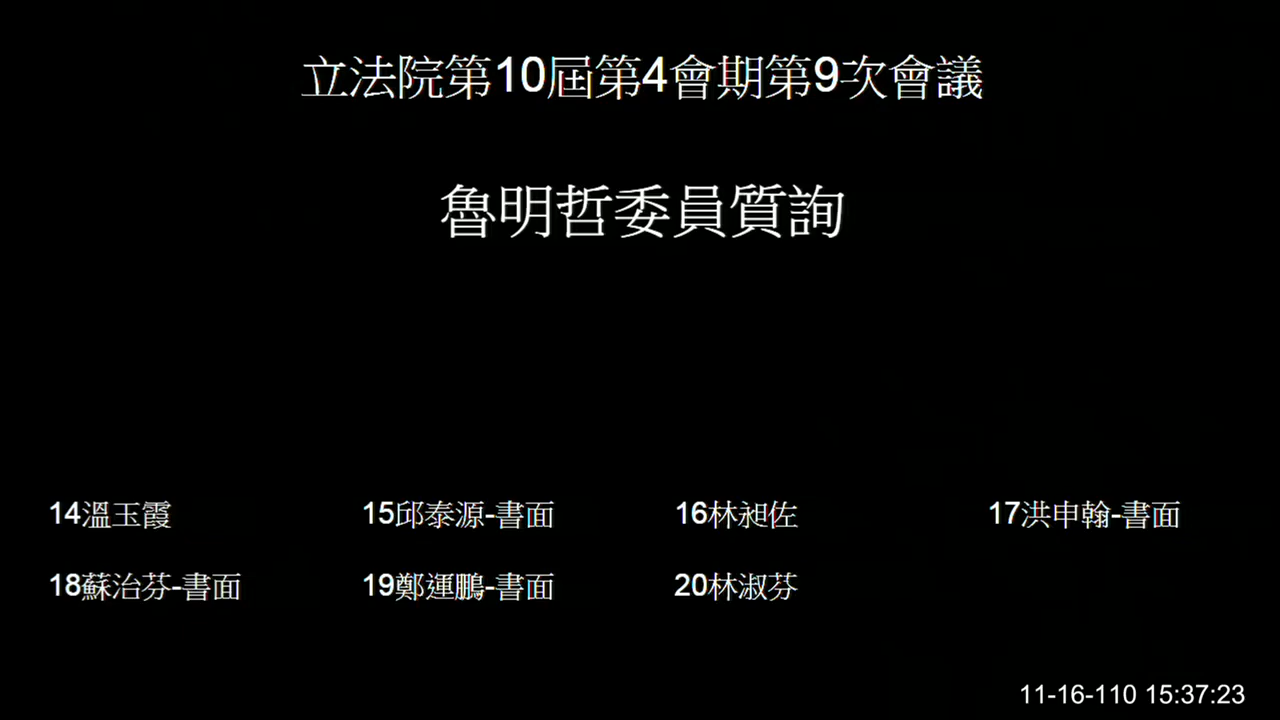 立法院第10屆第4會期第9次會議
魯明哲委員質詢
14溫玉霞 15邱泰源-書面 16林昶佐 17洪申翰-書面
18蘇治芬-書面 19鄭運鵬-書面 20林淑芬
11-16-110 15:37:23